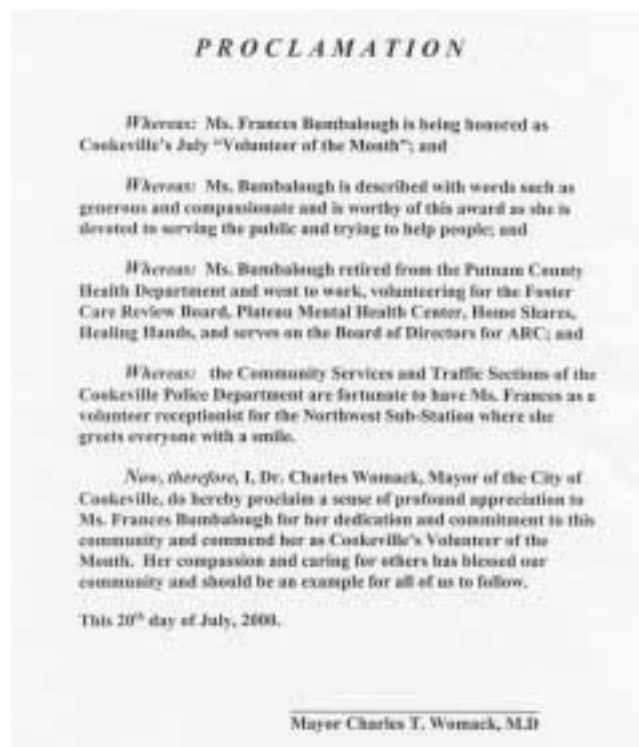 PROCLAMATION
Whereas: Ms. Frances Bumbalough is being honored as
Cookeville's July "Volunteer of the Month"; and
Whereas: Ms. Bumbalough is described with words such as
generous and compassionate and is worthy of this award as she is
devoted to serving the public and trying to help people; and
Whereas: Ms. Bumbalough retired from the Putnam County
Health Department and went to work, volunteering for the Foster
Care Review Board, Plateau Mental Health Center, Home Shares,
Healing Hands, and serves on the Board of Directors for ARC; and
Whereas: the Community Services and Traffic Sections of the
Cookeville Police Department are fortunate to have Ms. Frances as a
volunteer receptionist for the Northwest Sub-Station where she
greets everyone with a smile.
Now, therefore, I, Dr. Charles Womack, Mayor of the City of
Cookeville, do hereby proclaim a sense of profound appreciation to
Ms. Frances Bumbalough for her dedication and commitment to this
community and commend her as Cookeville's Volunteer of the
Month. Her compassion and caring for others has blessed our
community and should be an example for all of us to follow.
This 20th day of July, 2000.
Mayor Charles T. Womack, M.D